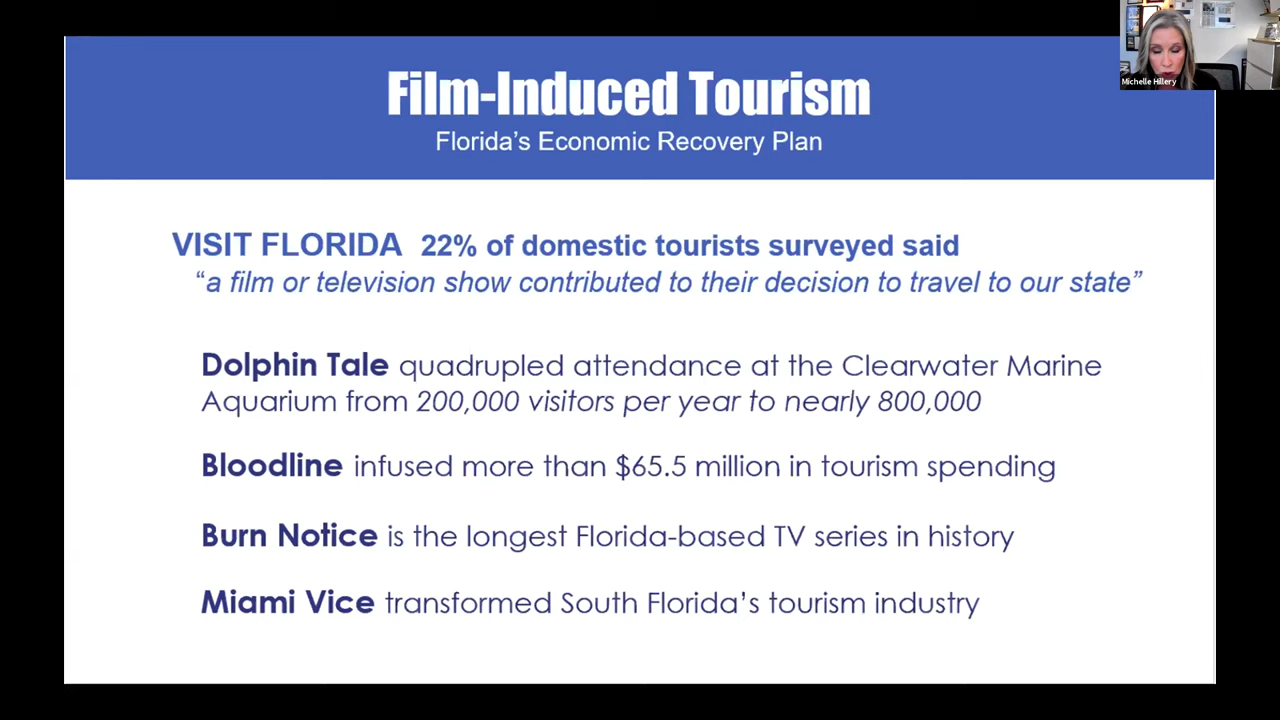 Film-Induced Tourism
Florida's Economic Recovery Plan
Michelle Hillery
VISIT FLORIDA 22% of domestic tourists surveyed said
“a film or television show contributed to their decision to travel to our state”
Dolphin Tale quadrupled attendance at the Clearwater Marine
Aquarium from 200,000 visitors per year to nearly 800,000
Bloodline infused more than $65.5 million in tourism spending
Burn Notice is the longest Florida-based TV series in history
Miami Vice transformed South Florida’s tourism industry